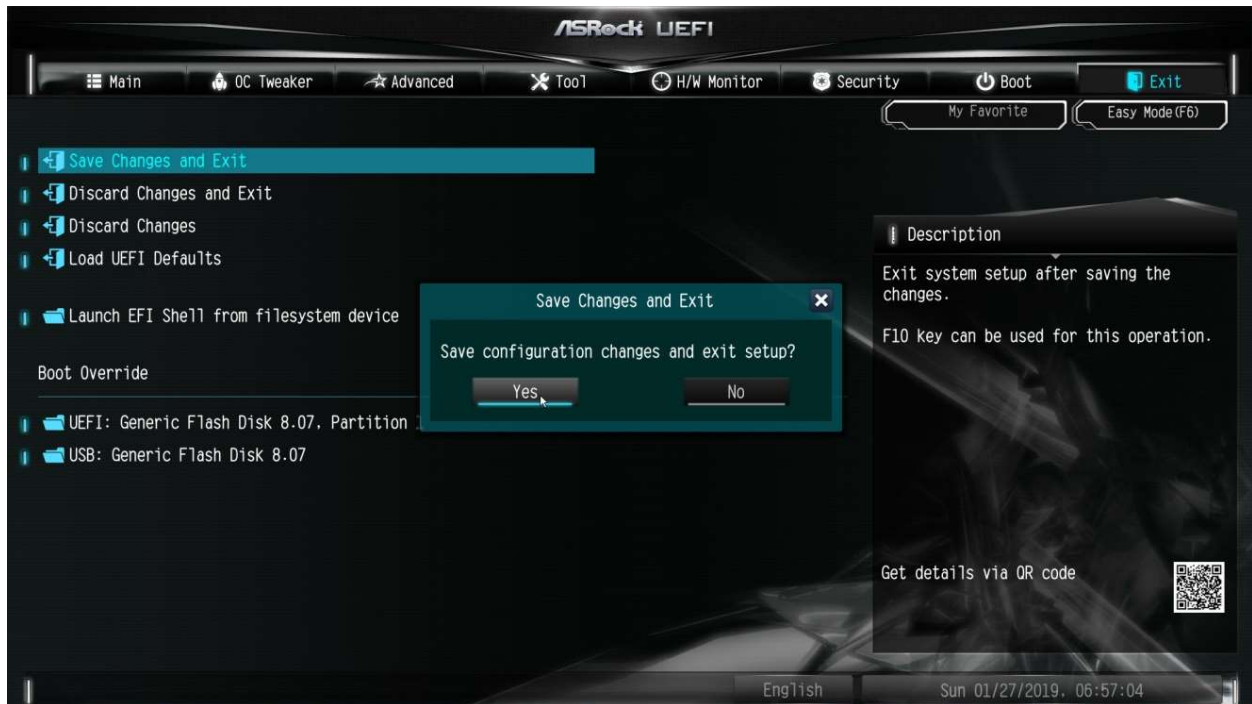 ASRock UEFI
Main
OC Tweaker
Advanced
Tool
H/W Monitor
Security
Boot
Exit
My Favorite
Easy Mode(F6)
Save Changes and Exit
Discard Changes and Exit
Discard Changes
Load UEFI Defaults
Launch EFI Shell from filesystem device
Boot Override
UEFI: Generic Flash Disk 8.07, Partition
USB: Generic Flash Disk 8.07
Save Changes and Exit
Save configuration changes and exit setup?
Yes
No
Description
Exit system setup after saving the
changes.
F10 key can be used for this operation.
Get details via QR code
English
Sun 01/27/2019. 06:57:04